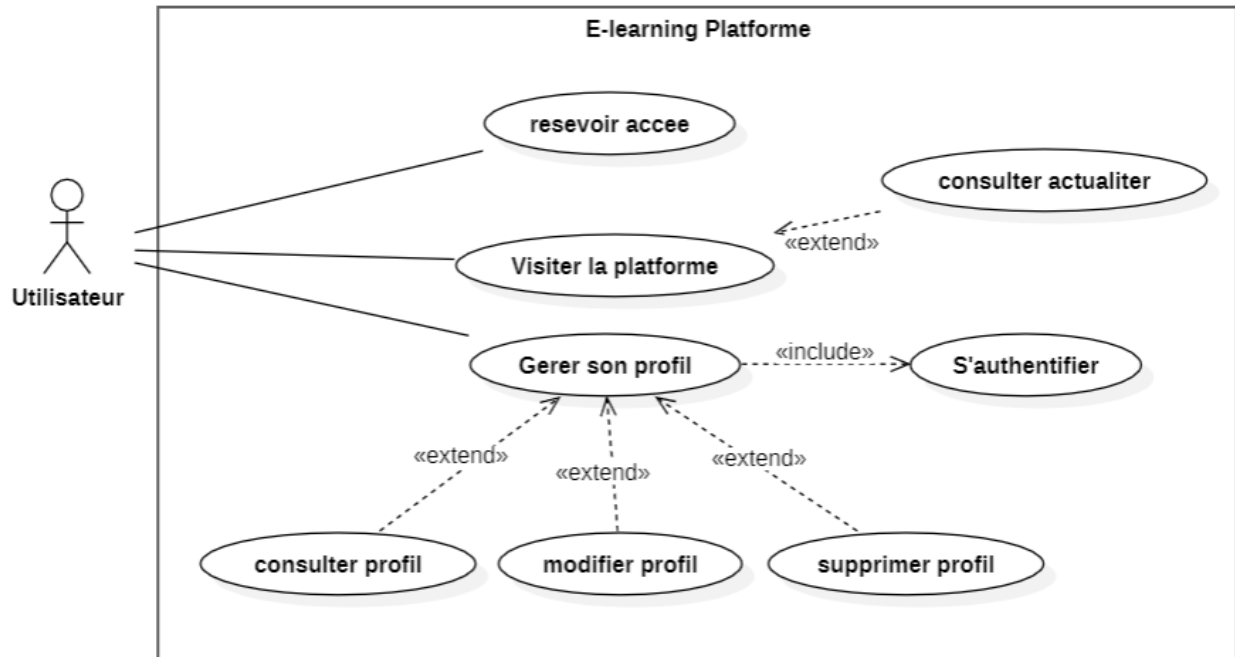 E-learning Platforme
resevoir accee
consulter actualiter
«extend»
Visiter la platforme
Utilisateur
Gerer son profil
«include»
S'authentifier
«extend»
«extend»
«extend»
consulter profil
modifier profil
supprimer profil